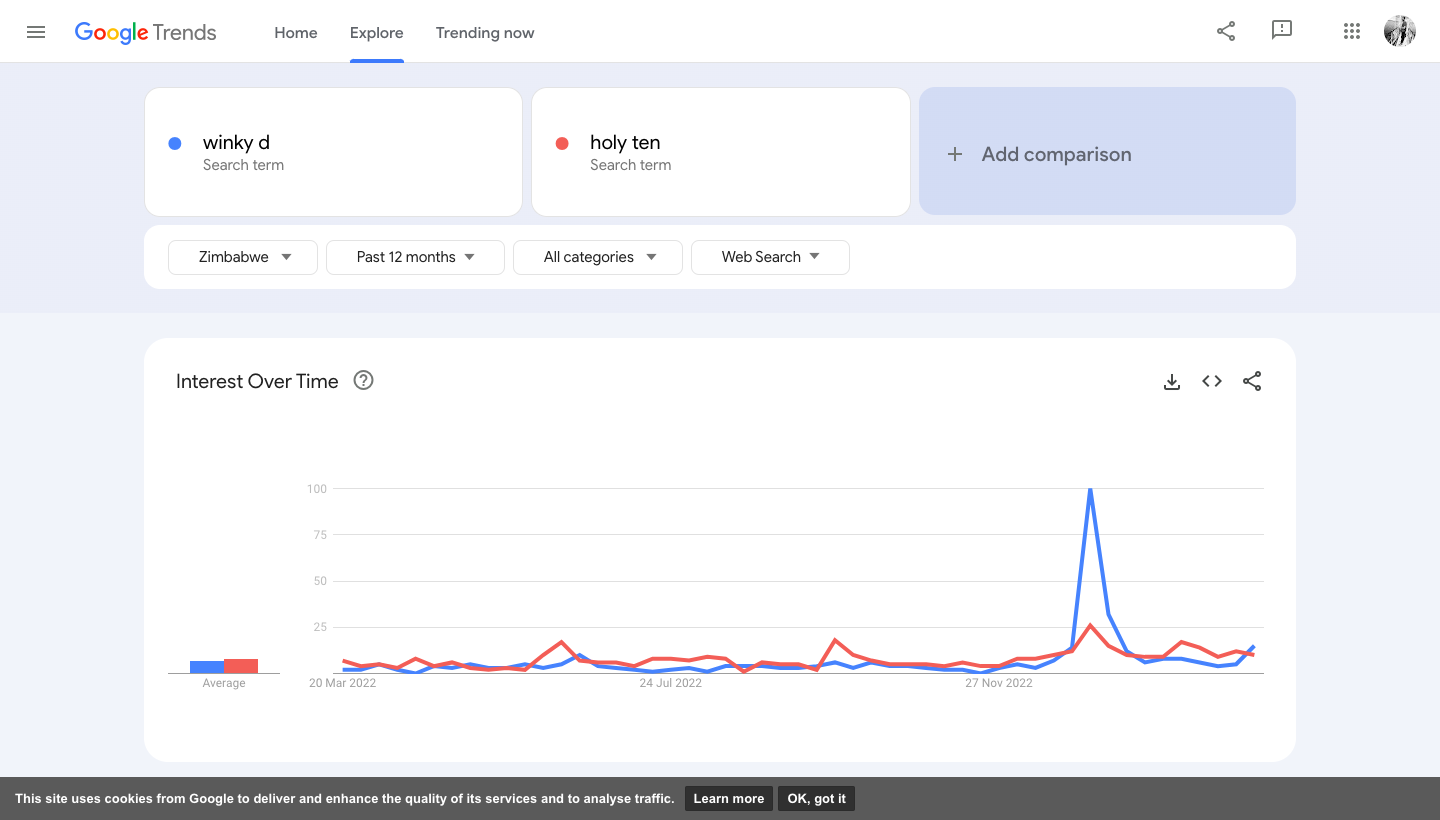 Google Trends
Home Explore Trending now
winky d
Search term
holy ten
Search term
+ Add comparison
Zimbabwe
Past 12 months
All categories
Web Search
Interest Over Time ?
100
75
50
25
Average
20 Mar 2022 24 Jul 2022 27 Nov 2022
This site uses cookies from Google to deliver and enhance the quality of its services and to analyse traffic. Learn more OK, got it